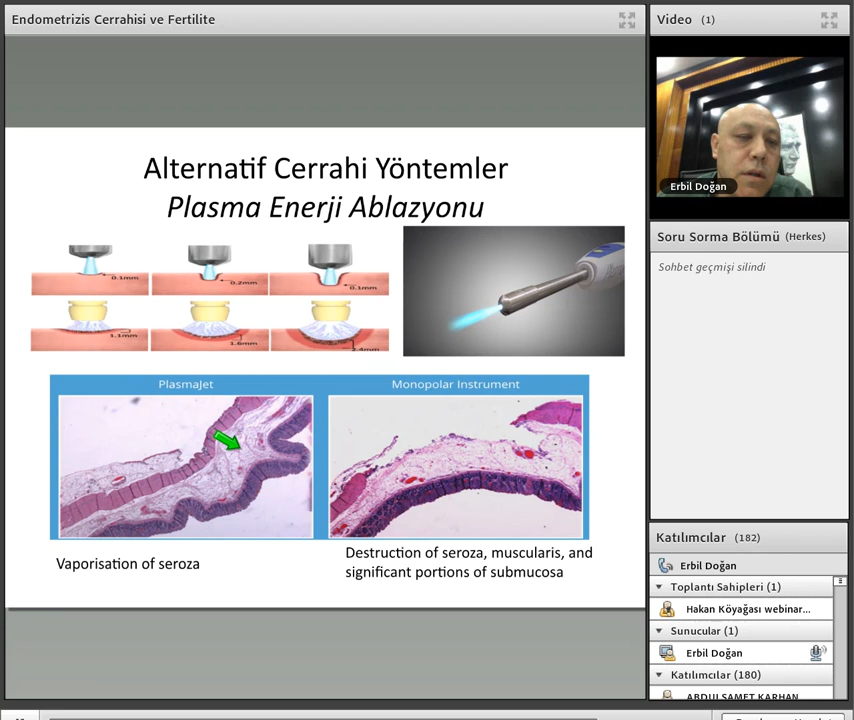 Endometrizis Cerrahisi ve Fertilite
Alternatif Cerrahi Yöntemler
Plasma Enerji Ablazyonu
0.1mm
0.2mm
0.1mm
1.1mm
1.6mm
2.4mm
PlasmaJet
Monopolar Instrument
Vaporisation of seroza
Destruction of seroza, muscularis, and
significant portions of submucosa
Video (1)
Erbil Doğan
Soru Sorma Bölümü (Herkes)
Sohbet geçmişi silindi
Katılımcılar (182)
Erbil Doğan
Toplantı Sahipleri (1)
Hakan Köyağası webinar...
Sunucular (1)
Erbil Doğan
Katılımcılar (180)
ABDULSAMET KARHAN